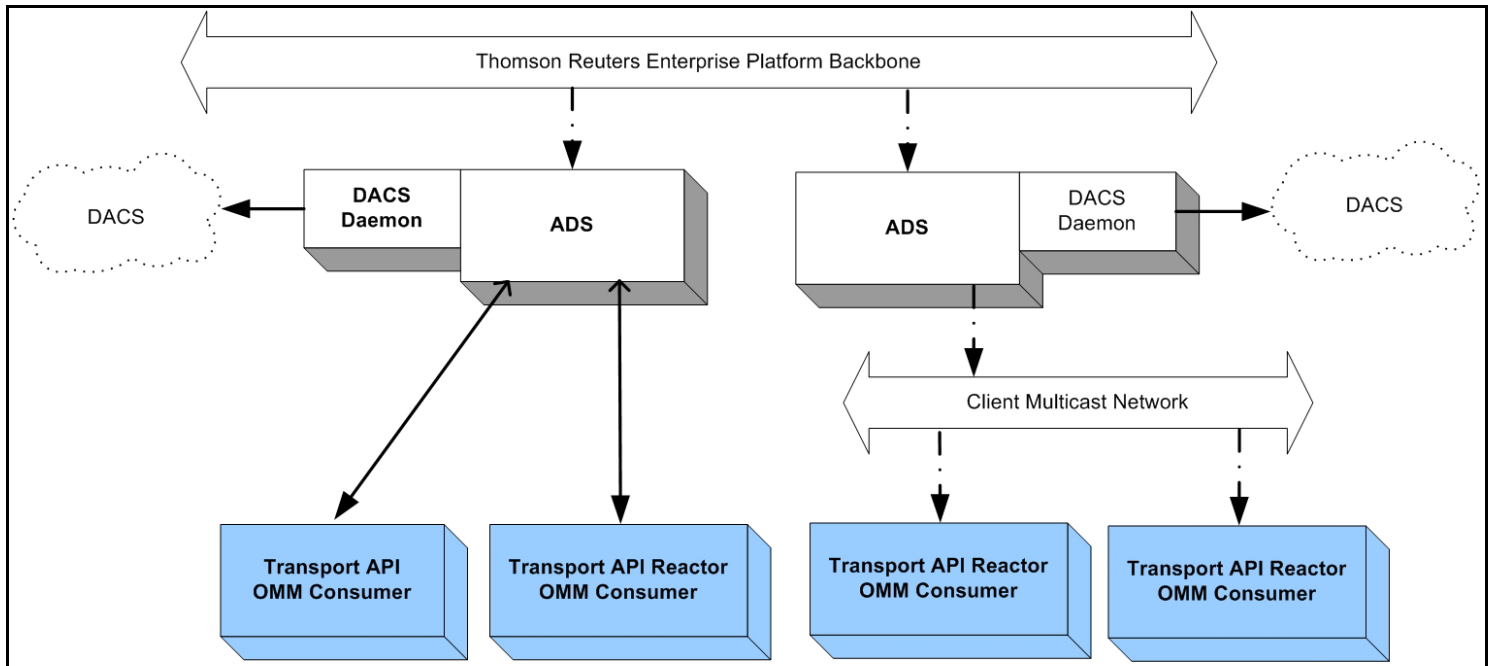 Thomson Reuters Enterprise Platform Backbone
DACS
DACS
Daemon
ADS
ADS
DACS
Daemon
DACS
Client Multicast Network
Transport API
OMM Consumer
Transport API Reactor
OMM Consumer
Transport API Reactor
OMM Consumer
Transport API Reactor
OMM Consumer